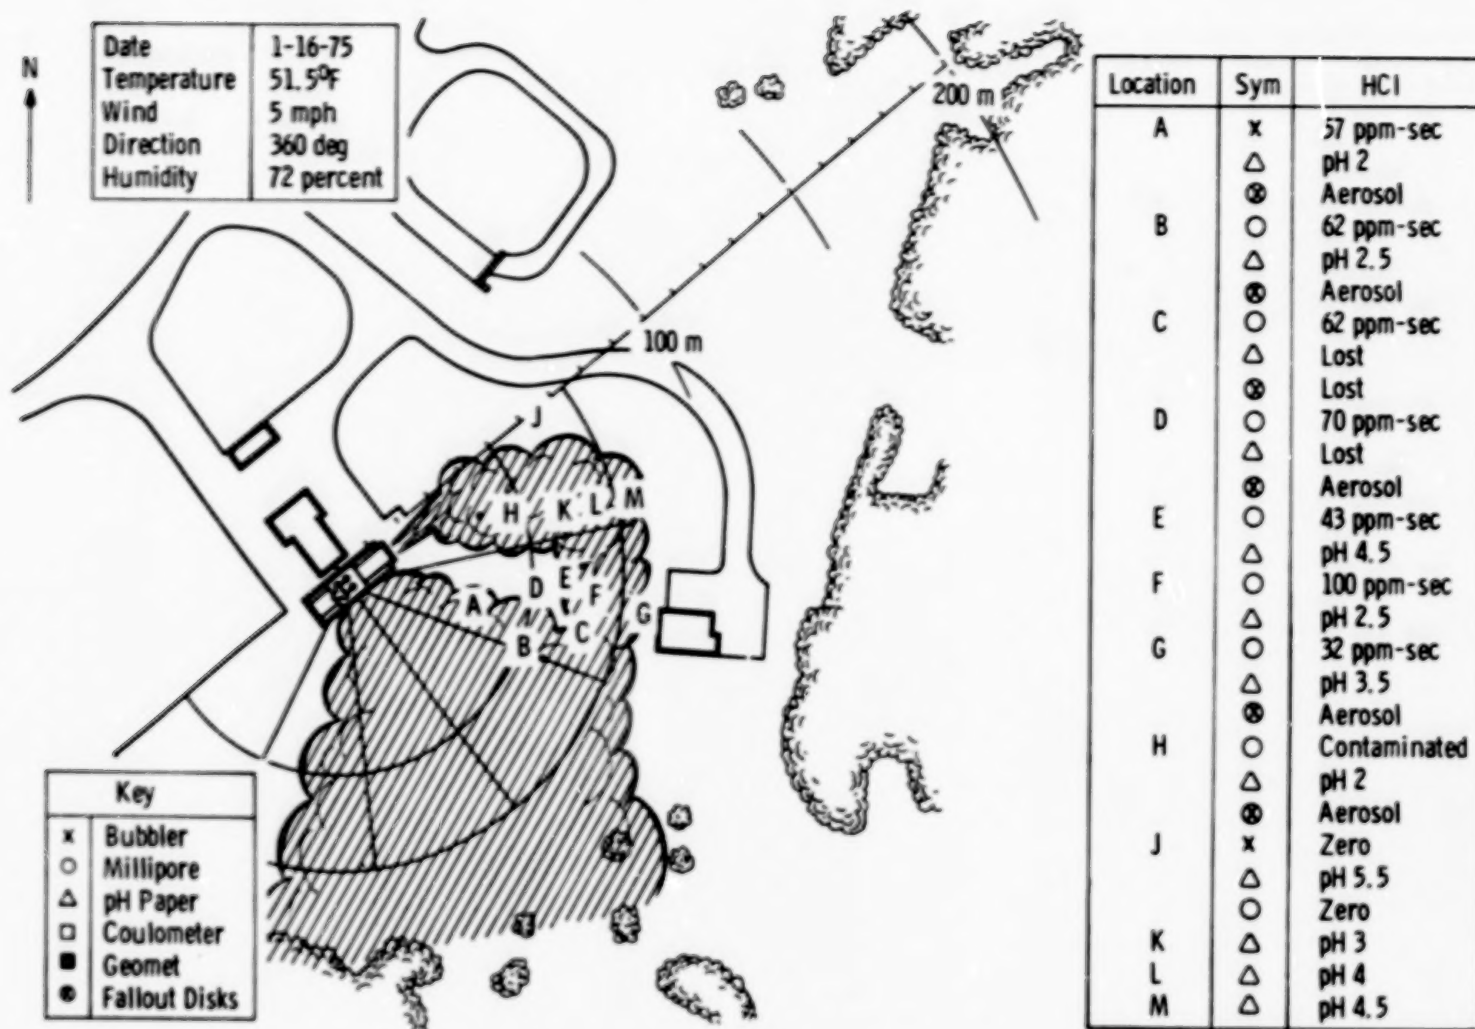 N
Date 1-16-75
Temperature 51.5°F
Wind 5 mph
Direction 360 deg
Humidity 72 percent
200 m
100 m
J
H K L M
D E F G
A B C
Key
x Bubbler
○ Millipore
△ pH Paper
□ Coulometer
■ Geomet
⊗ Fallout Disks
Location Sym HCl
A x 57 ppm-sec
△ pH 2
⊗ Aerosol
B ○ 62 ppm-sec
△ pH 2.5
⊗ Aerosol
C ○ 62 ppm-sec
△ Lost
⊗ Lost
D ○ 70 ppm-sec
△ Lost
⊗ Aerosol
E ○ 43 ppm-sec
△ pH 4.5
F ○ 100 ppm-sec
△ pH 2.5
G ○ 32 ppm-sec
△ pH 3.5
⊗ Aerosol
H ○ Contaminated
△ pH 2
⊗ Aerosol
J x Zero
△ pH 5.5
○ Zero
K △ pH 3
L △ pH 4
M △ pH 4.5